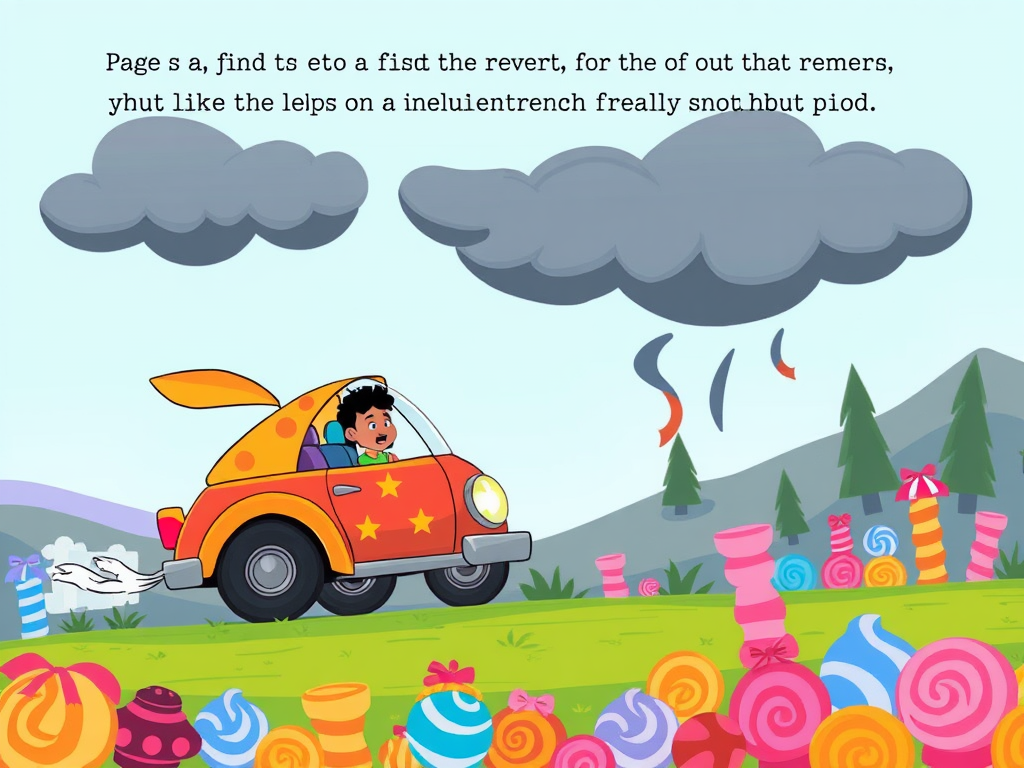 Page s a, find ts eto a fisct the revert, for the of out that remers,
yhut like the lelps on a ineluientrench freally snot hbut piod.